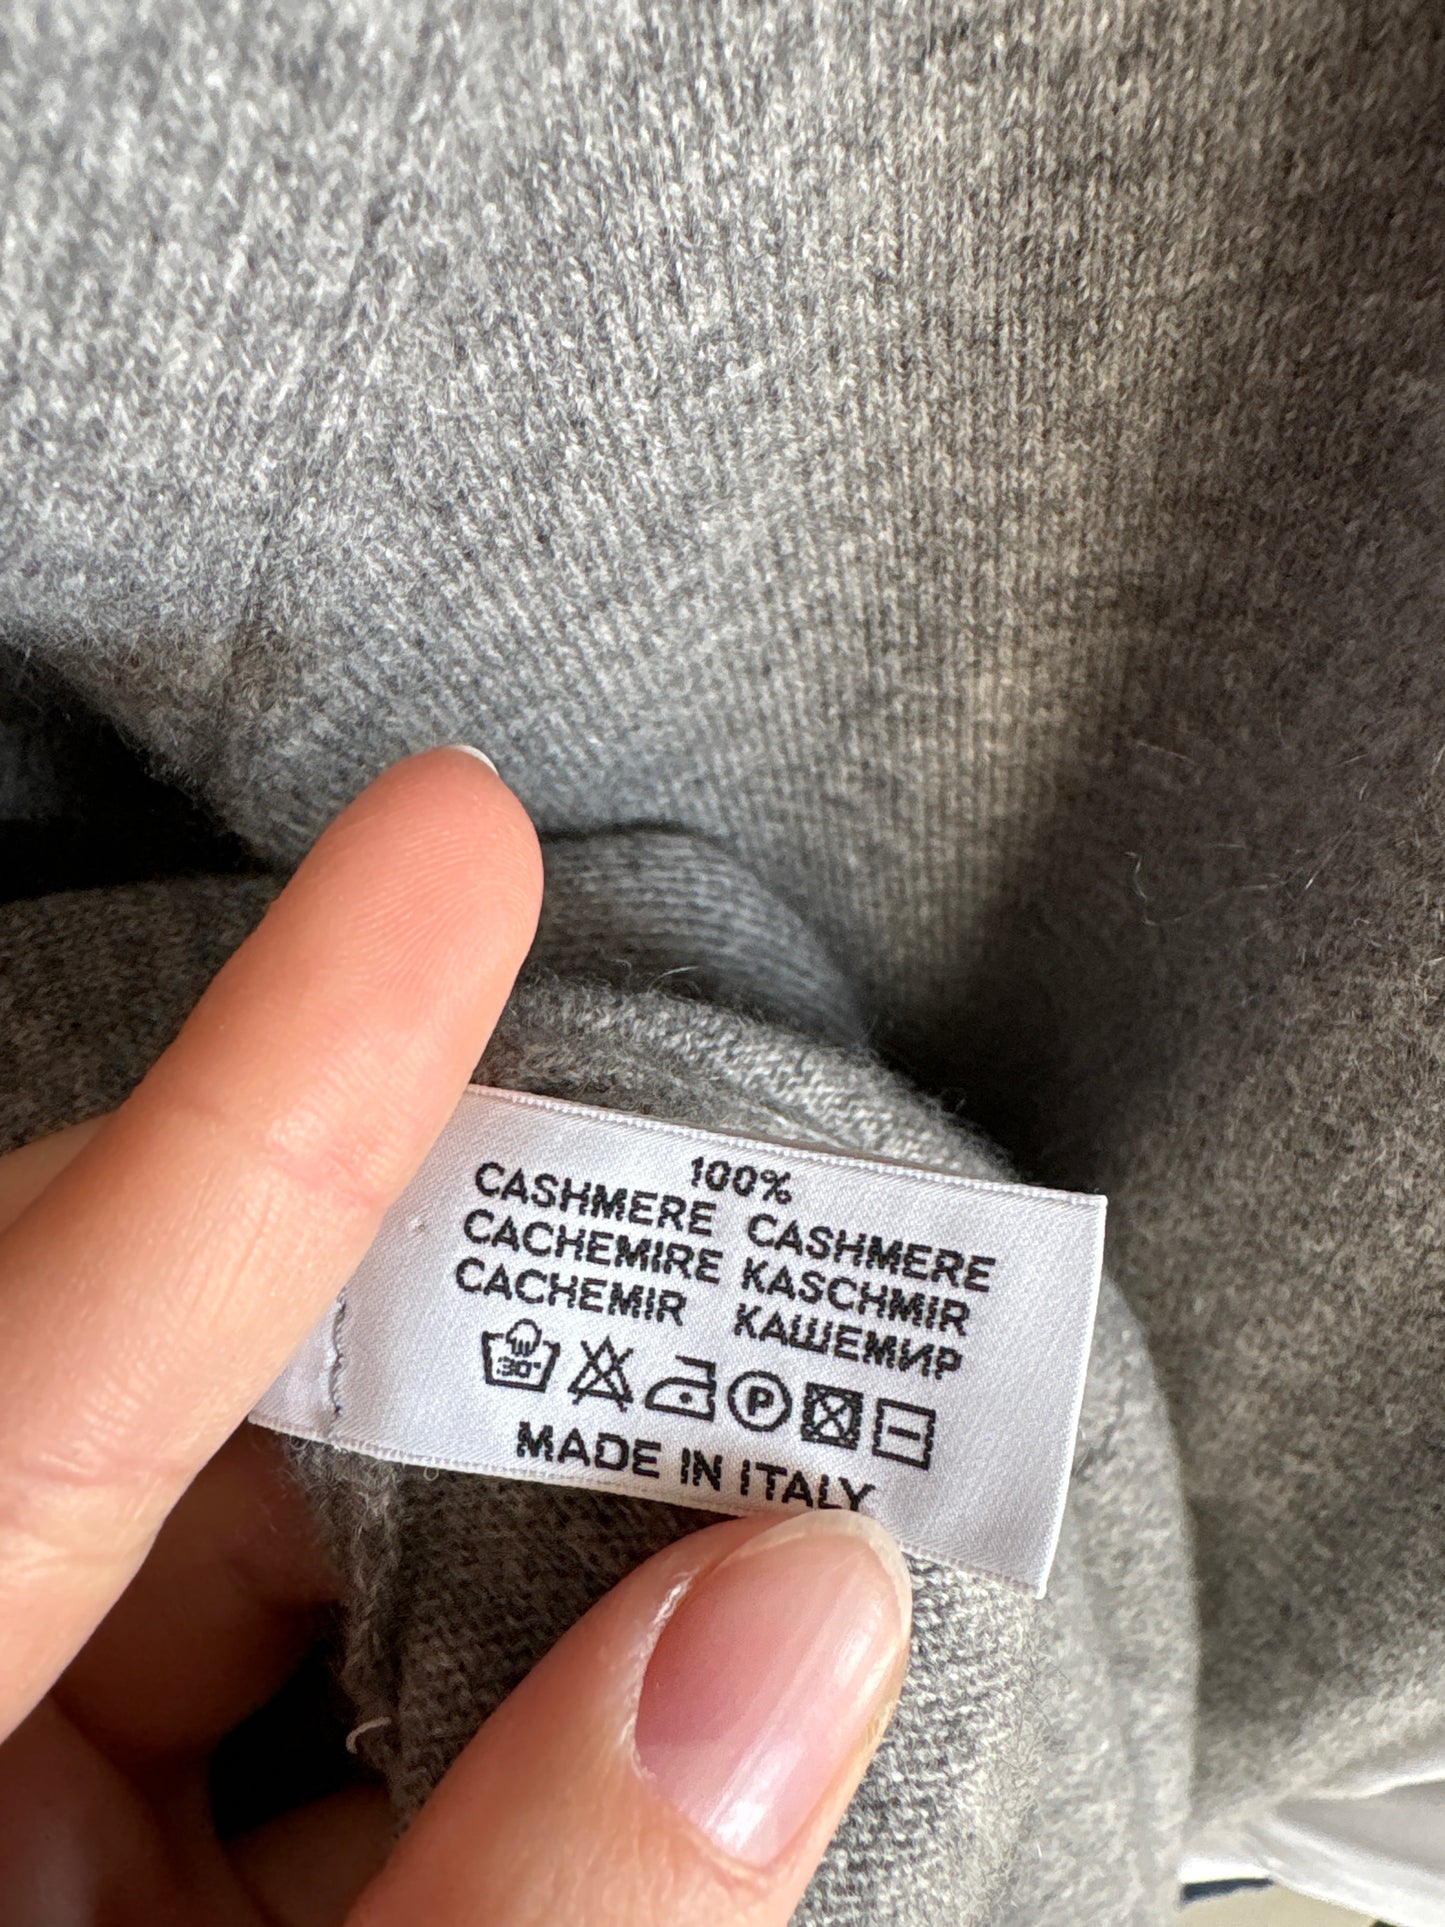 100%
CASHMERE CASHMERE
CACHEMIRE KASCHMIR
CACHEMIR КАШЕМИР
30° P
MADE IN ITALY